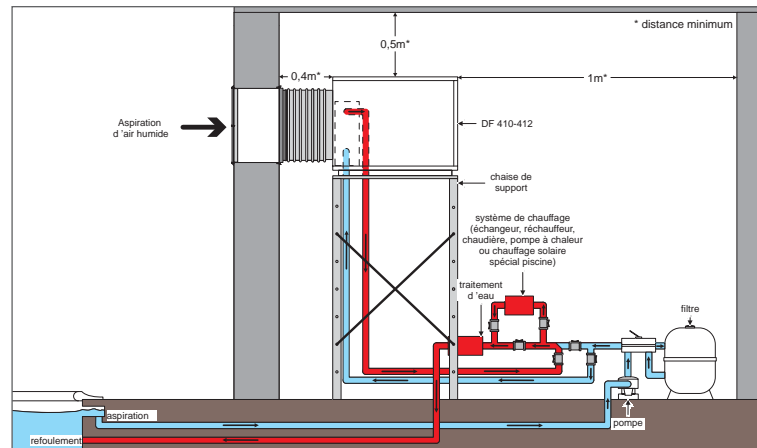 * distance minimum
0,5m*
0,4m*
1m*
Aspiration
d 'air humide
DF 410-412
chaise de
support
système de chauffage
(échangeur, réchauffeur,
chaudière, pompe à chaleur
ou chauffage solaire
spécial piscine)
traitement
d 'eau
filtre
aspiration
pompe
refoulement